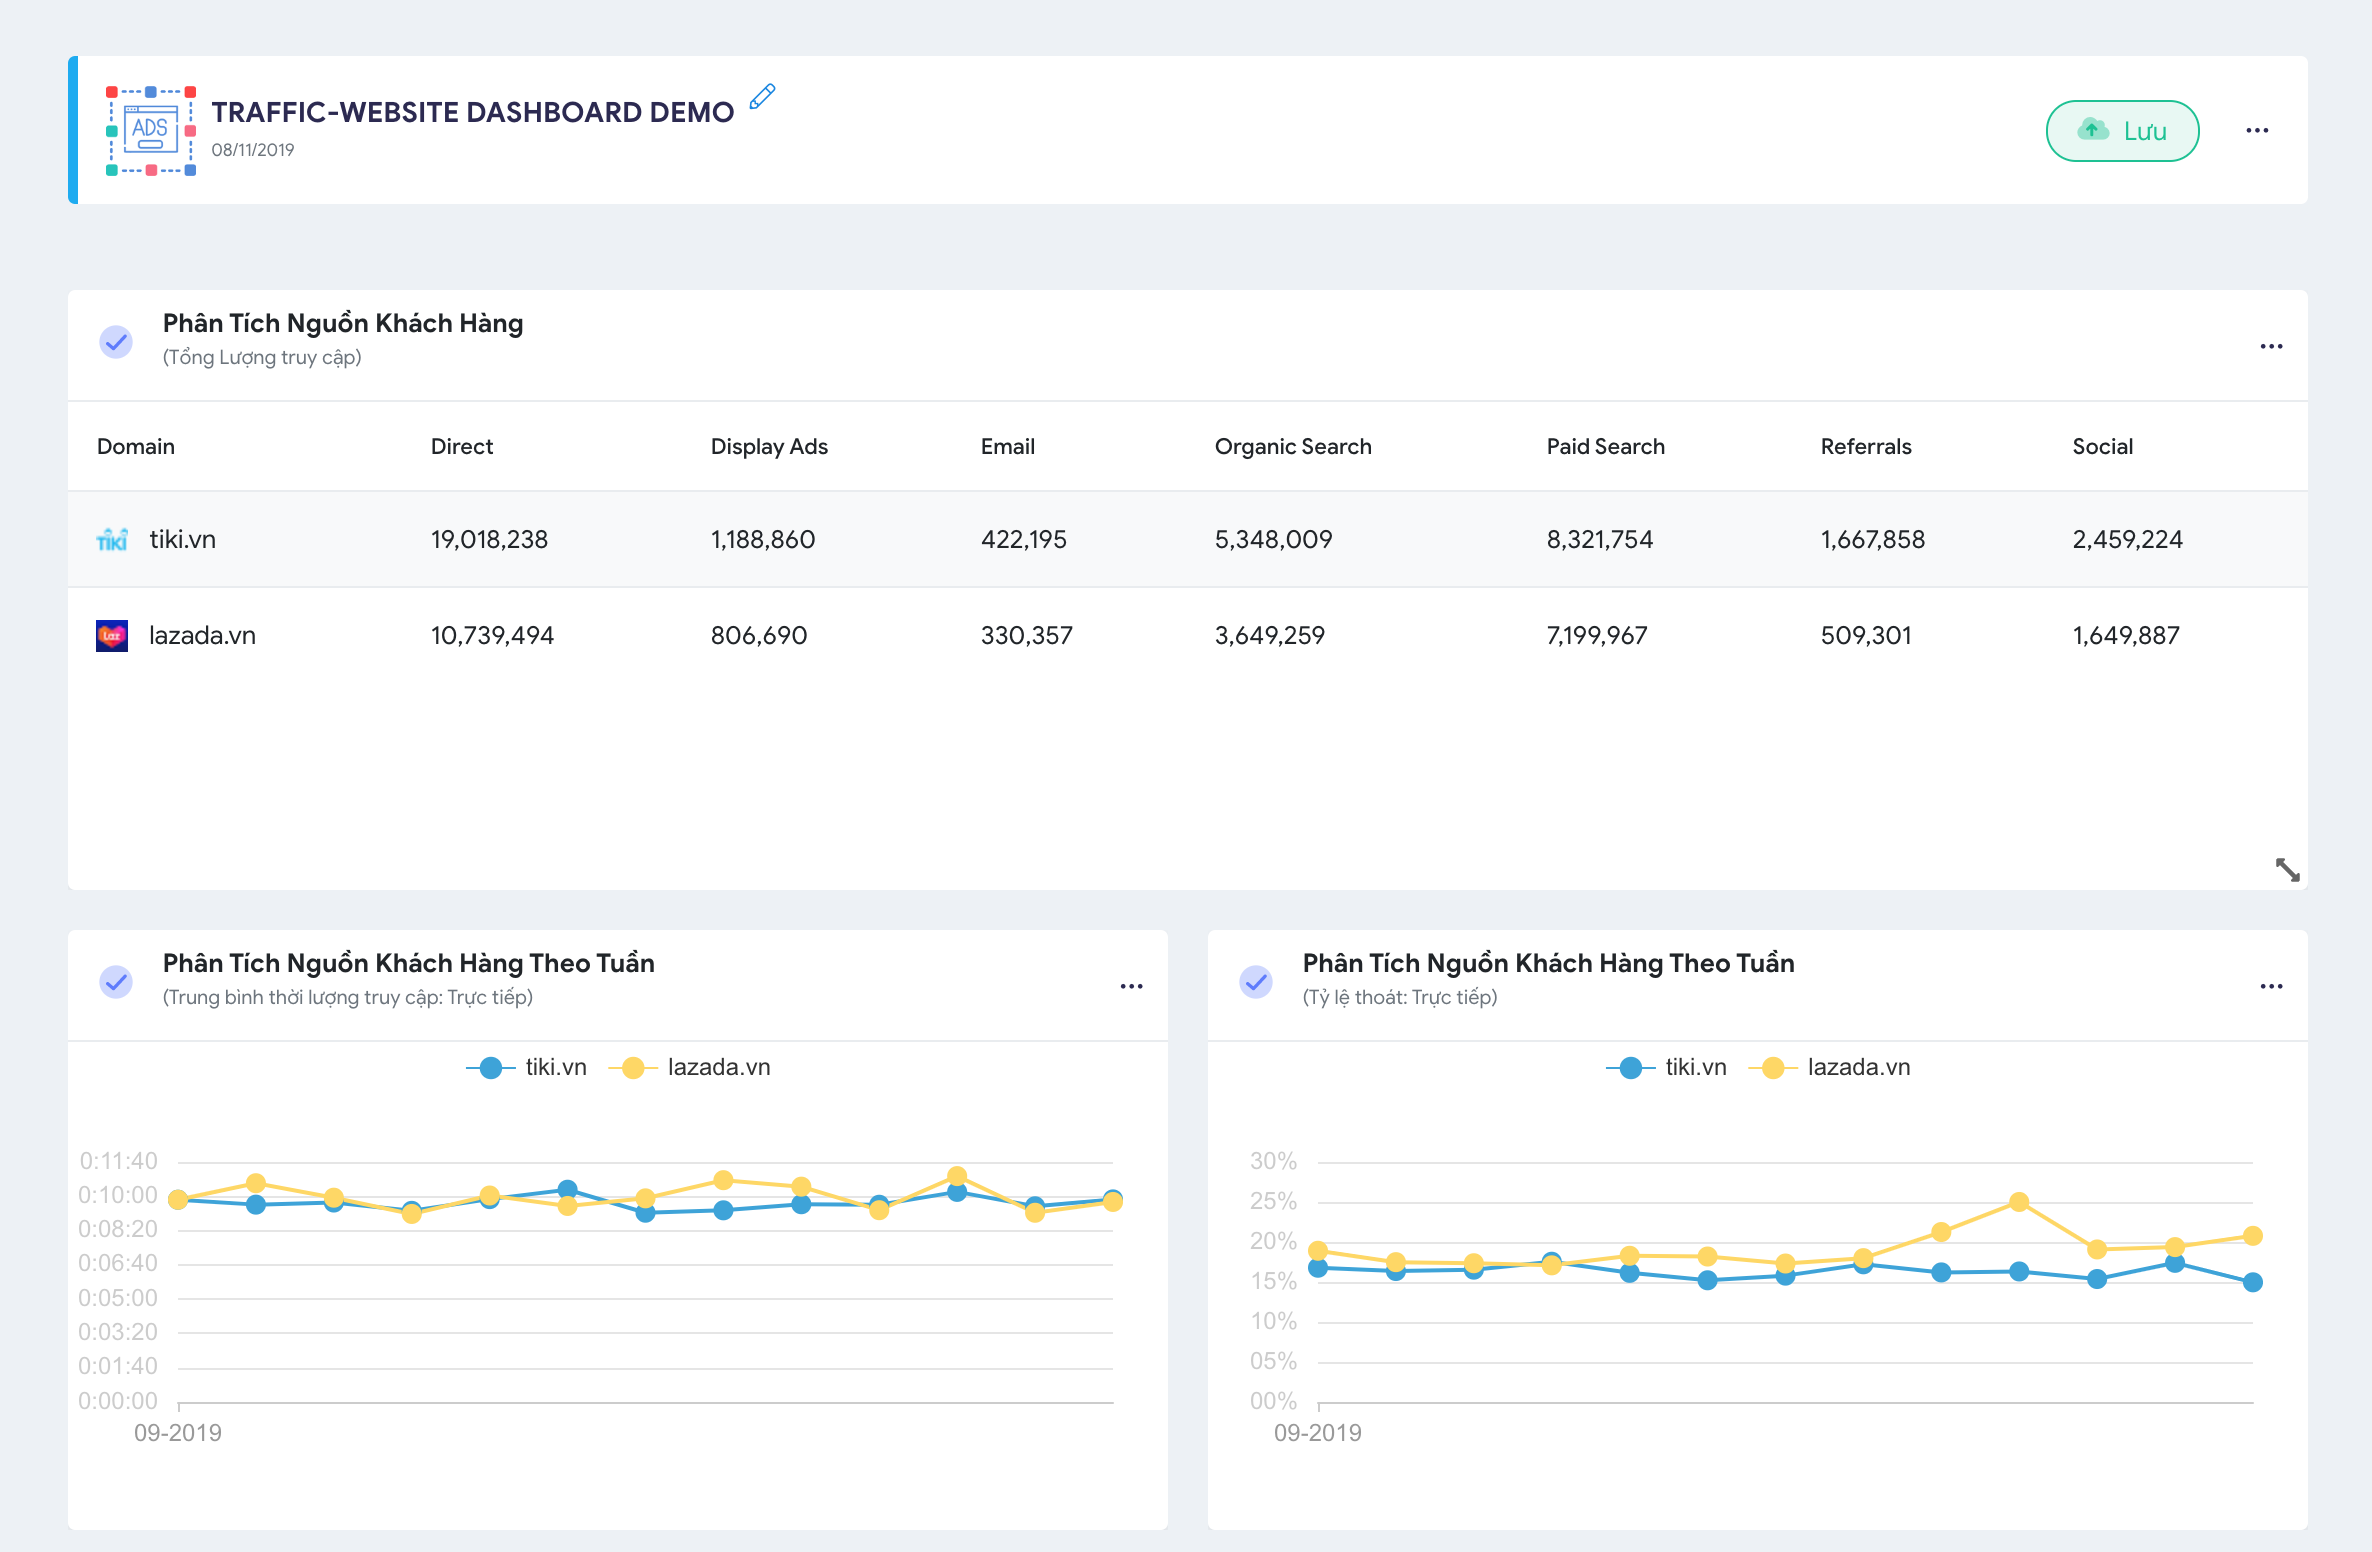 ADS
TRAFFIC-WEBSITE DASHBOARD DEMO
08/11/2019
Lưu
Phân Tích Nguồn Khách Hàng
(Tổng Lượng truy cập)
Domain Direct Display Ads Email Organic Search Paid Search Referrals Social
TIKI tiki.vn 19,018,238 1,188,860 422,195 5,348,009 8,321,754 1,667,858 2,459,224
Laz lazada.vn 10,739,494 806,690 330,357 3,649,259 7,199,967 509,301 1,649,887
Phân Tích Nguồn Khách Hàng Theo Tuần
(Trung bình thời lượng truy cập: Trực tiếp)
tiki.vn lazada.vn
0:11:40
0:10:00
0:08:20
0:06:40
0:05:00
0:03:20
0:01:40
0:00:00
09-2019
Phân Tích Nguồn Khách Hàng Theo Tuần
(Tỷ lệ thoát: Trực tiếp)
tiki.vn lazada.vn
30%
25%
20%
15%
10%
05%
00%
09-2019